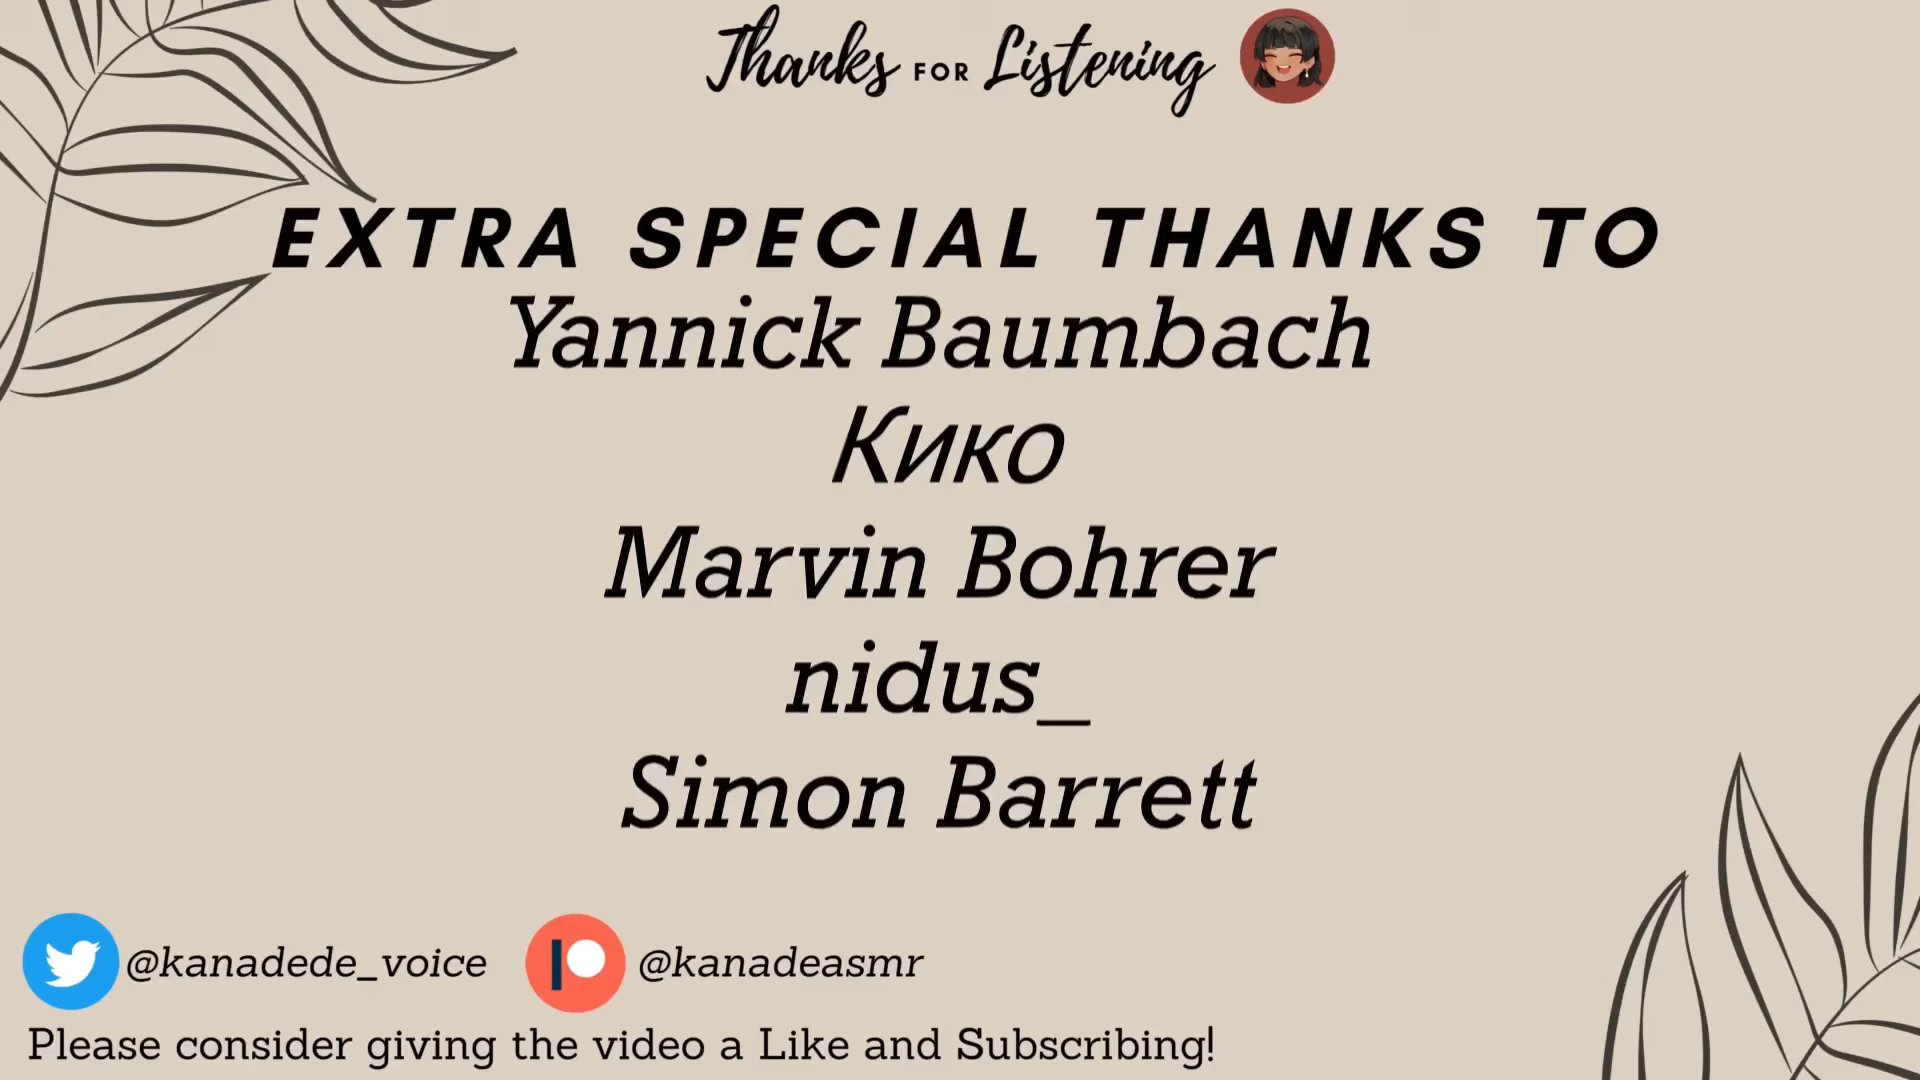 Thanks FOR Listening
EXTRA SPECIAL THANKS TO
Yannick Baumbach
Кико
Marvin Bohrer
nidus_
Simon Barrett
@kanadede_voice @kanadeasmr
Please consider giving the video a Like and Subscribing!